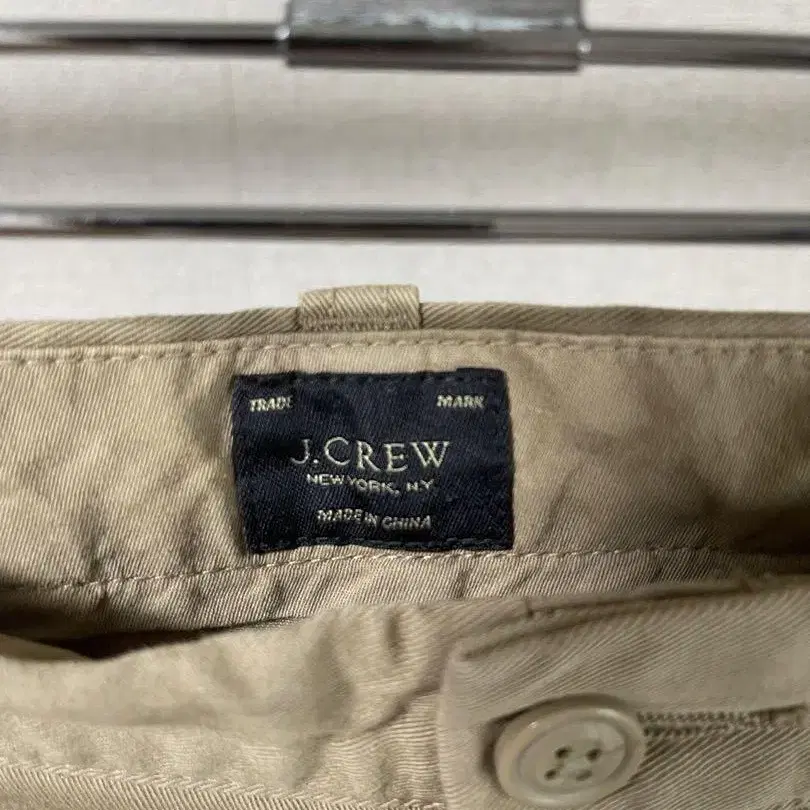 TRADE MARK
J.CREW
NEW YORK, N.Y.
MADE IN CHINA